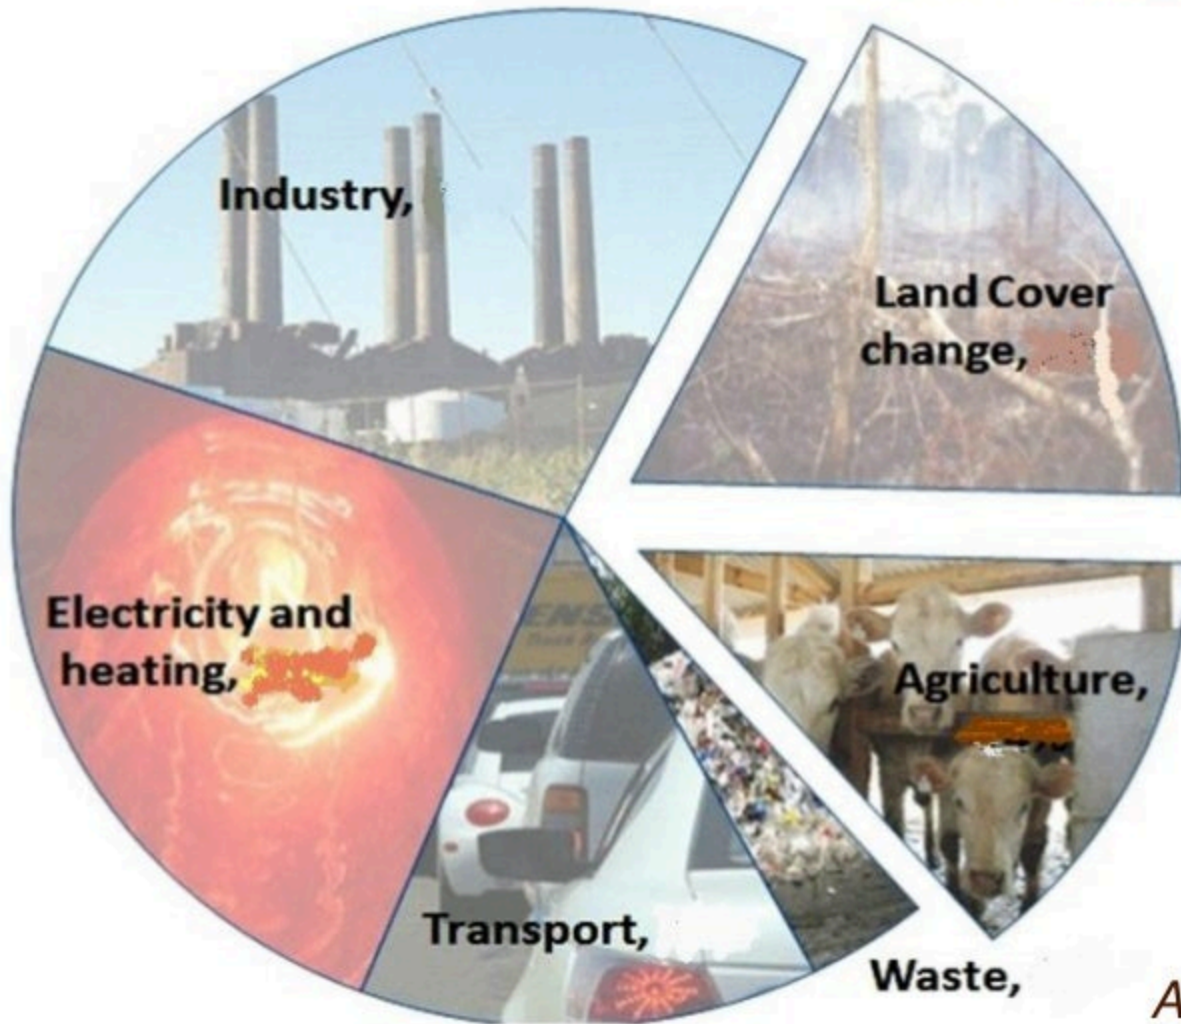 Industry,
Land Cover
change,
Electricity and
heating,
Agriculture,
Transport,
Waste,
A